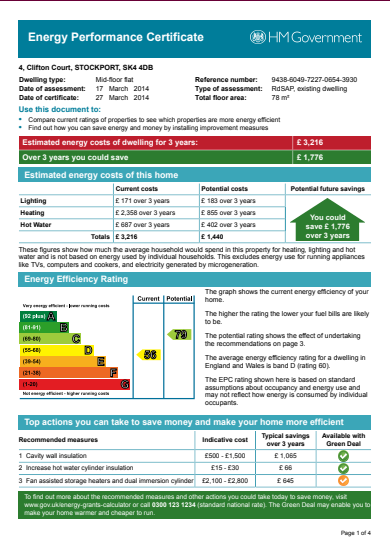 Energy Performance Certificate
HM Government
4, Clifton Court, STOCKPORT, SK4 4DB
Dwelling type: Mid-floor flat
Date of assessment: 17 March 2014
Date of certificate: 27 March 2014
Reference number: 9438-6049-7227-0654-3930
Type of assessment: RdSAP, existing dwelling
Total floor area: 78 m²
Use this document to:
• Compare current ratings of properties to see which properties are more energy efficient
• Find out how you can save energy and money by installing improvement measures
Estimated energy costs of dwelling for 3 years: £ 3,216
Over 3 years you could save £ 1,776
Estimated energy costs of this home
Current costs Potential costs Potential future savings
Lighting £ 171 over 3 years £ 183 over 3 years
Heating £ 2,358 over 3 years £ 855 over 3 years
Hot Water £ 687 over 3 years £ 402 over 3 years
Totals £ 3,216 £ 1,440
You could
save £ 1,776
over 3 years
These figures show how much the average household would spend in this property for heating, lighting and hot
water and is not based on energy used by individual households. This excludes energy use for running appliances
like TVs, computers and cookers, and electricity generated by microgeneration.
Energy Efficiency Rating
Current Potential
Very energy efficient - lower running costs
(92 plus) A
(81-91) B
(69-80) C
(55-68) D
(39-54) E
(21-38) F
(1-20) G
Not energy efficient - higher running costs
56
79
The graph shows the current energy efficiency of your
home.
The higher the rating the lower your fuel bills are likely
to be.
The potential rating shows the effect of undertaking
the recommendations on page 3.
The average energy efficiency rating for a dwelling in
England and Wales is band D (rating 60).
The EPC rating shown here is based on standard
assumptions about occupancy and energy use and
may not reflect how energy is consumed by individual
occupants.
Top actions you can take to save money and make your home more efficient
Recommended measures Indicative cost Typical savings over 3 years Available with Green Deal
1 Cavity wall insulation £500 - £1,500 £ 1,065
2 Increase hot water cylinder insulation £15 - £30 £ 66
3 Fan assisted storage heaters and dual immersion cylinder £2,100 - £2,800 £ 645
To find out more about the recommended measures and other actions you could take today to save money, visit
www.gov.uk/energy-grants-calculator or call 0300 123 1234 (standard national rate). The Green Deal may enable you to
make your home warmer and cheaper to run.
Page 1 of 4